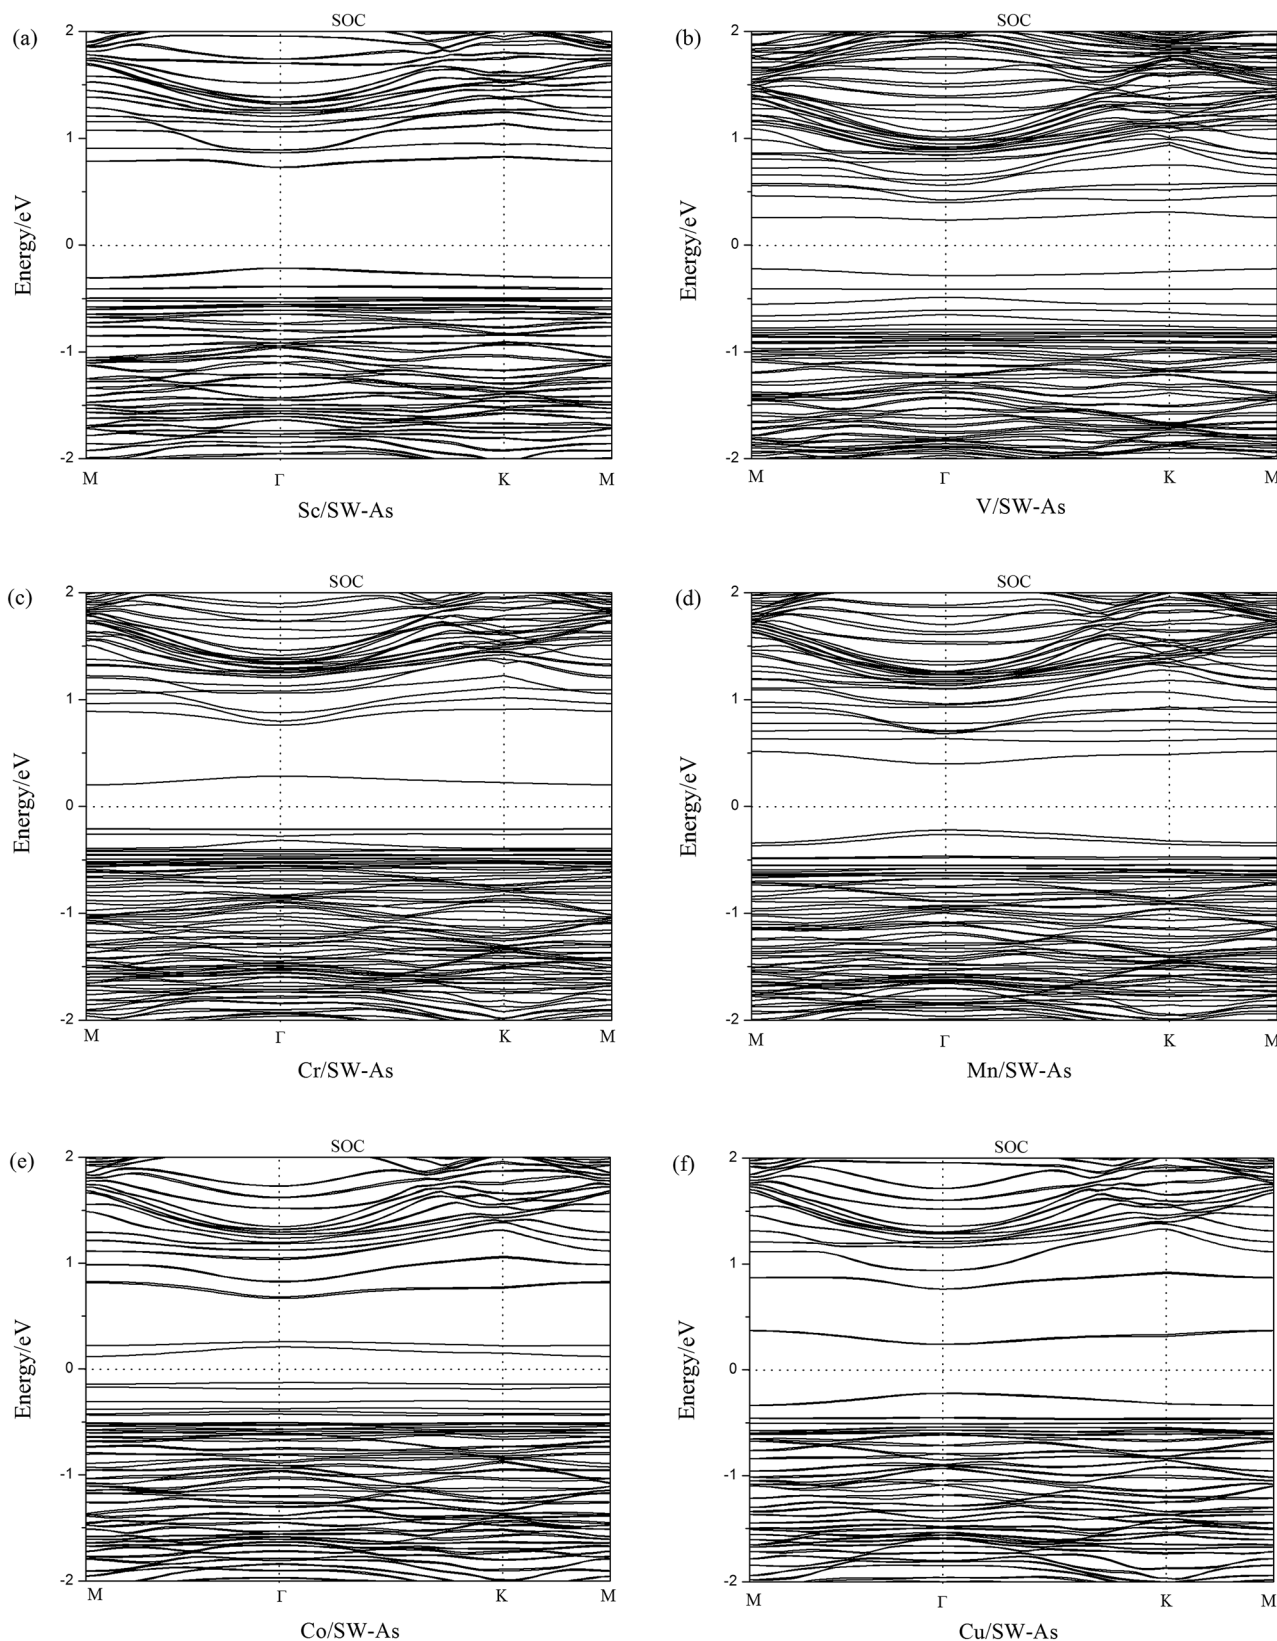 (a)
SOC
2
1
0
-1
-2
Energy/eV
M
Γ
K
M
Sc/SW-As
(b)
SOC
2
1
0
-1
-2
Energy/eV
M
Γ
K
M
V/SW-As
(c)
SOC
2
1
0
-1
-2
Energy/eV
M
Γ
K
M
Cr/SW-As
(d)
SOC
2
1
0
-1
-2
Energy/eV
M
Γ
K
M
Mn/SW-As
(e)
SOC
2
1
0
-1
-2
Energy/eV
M
Γ
K
M
Co/SW-As
(f)
SOC
2
1
0
-1
-2
Energy/eV
M
Γ
K
M
Cu/SW-As